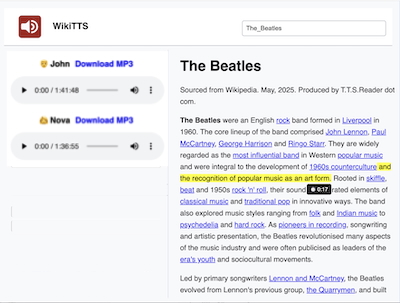 WikiTTS
The_Beatles
John Download MP3
0:00 / 1:41:48
Nova Download MP3
0:00 / 1:36:55
The Beatles
Sourced from Wikipedia. May, 2025. Produced by T.T.S.Reader dot
com.
The Beatles were an English rock band formed in Liverpool in
1960. The core lineup of the band comprised John Lennon, Paul
McCartney, George Harrison and Ringo Starr. They are widely
regarded as the most influential band in Western popular music
and were integral to the development of 1960s counterculture and
the recognition of popular music as an art form. Rooted in skiffle,
beat and 1950s rock 'n' roll, their sound 0:17 rated elements of
classical music and traditional pop in innovative ways. The band
also explored music styles ranging from folk and Indian music to
psychedelia and hard rock. As pioneers in recording, songwriting
and artistic presentation, the Beatles revolutionised many aspects
of the music industry and were often publicised as leaders of the
era's youth and sociocultural movements.
Led by primary songwriters Lennon and McCartney, the Beatles
evolved from Lennon's previous group, the Quarrymen, and built